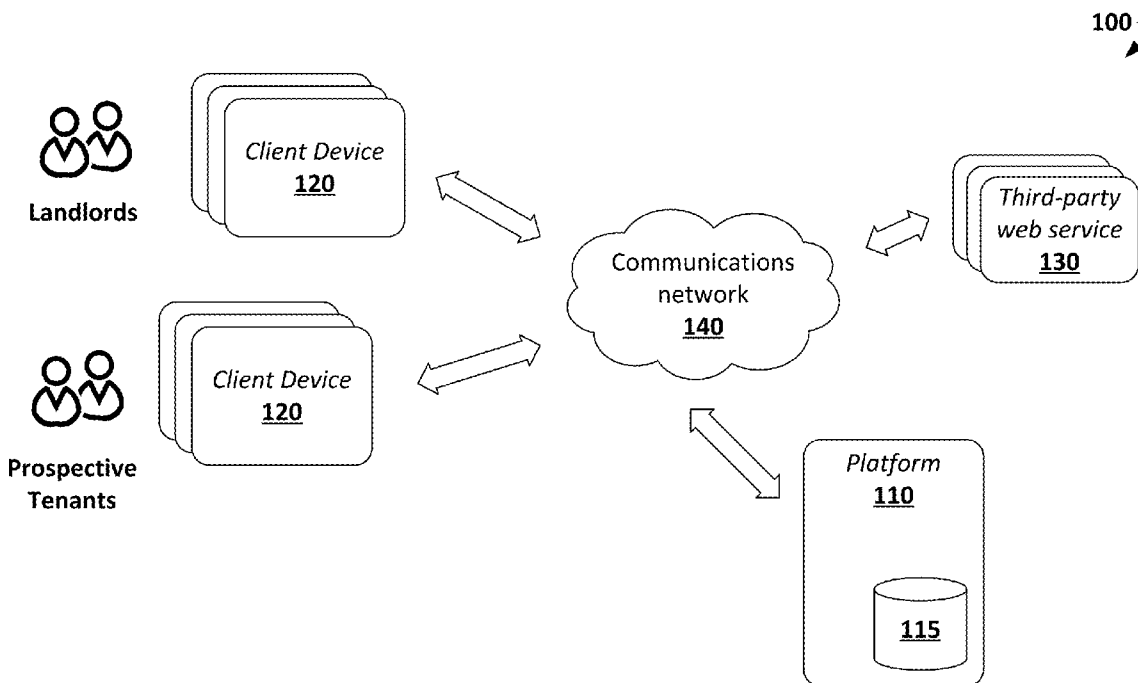 100
Client Device
120
Landlords
Third-party
web service
130
Communications
network
140
Client Device
120
Prospective
Tenants
Platform
110
115